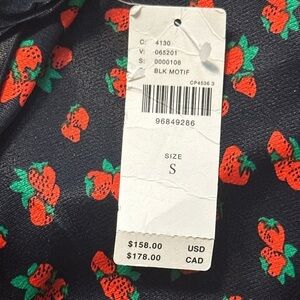 C: 4130
V: 065201
S: 0000108
BLK MOTIF
CP4536 3
96849286
SIZE
S
$158.00 USD
$178.00 CAD